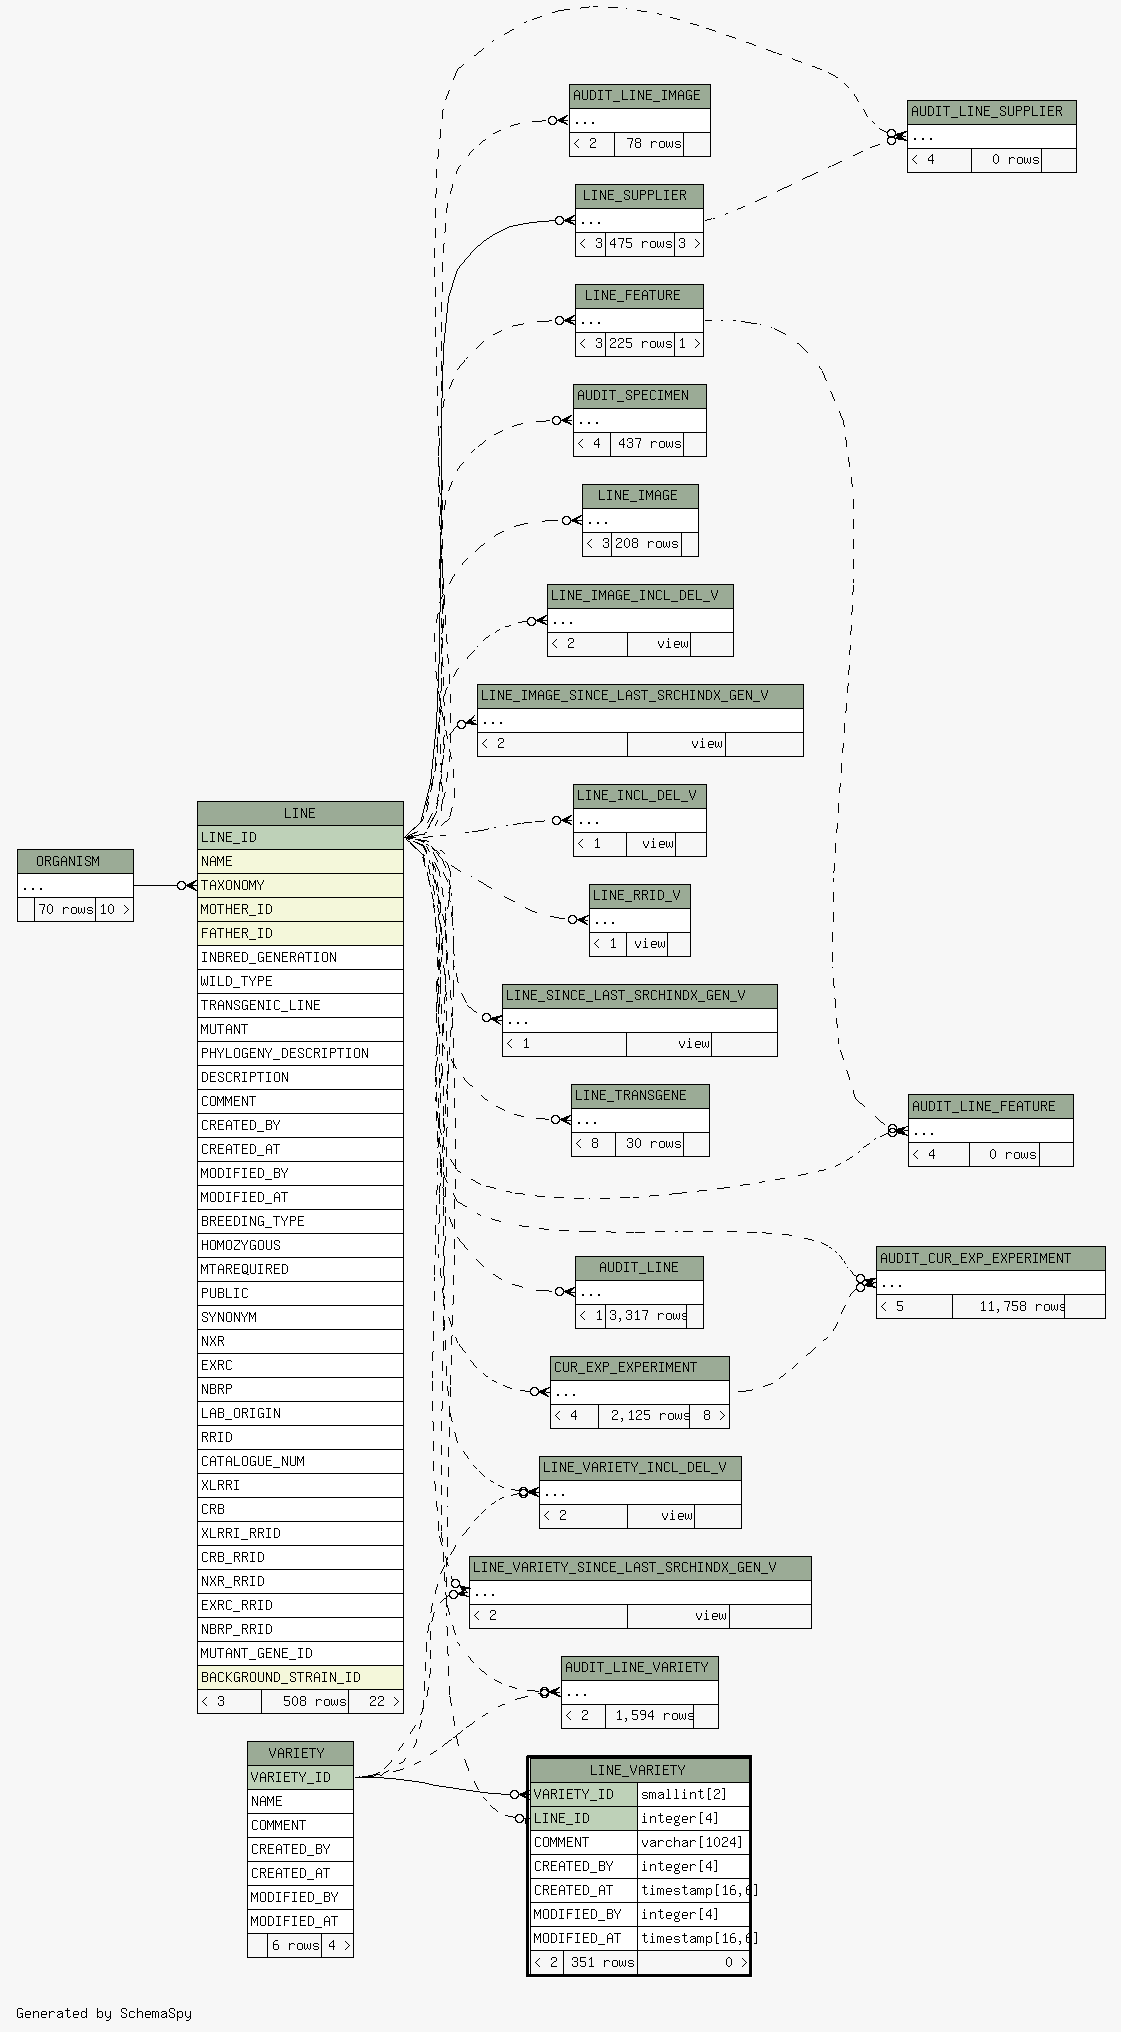 AUDIT_LINE_IMAGE
...
< 2 78 rows
AUDIT_LINE_SUPPLIER
...
< 4 0 rows
LINE_SUPPLIER
...
< 3 475 rows 3 >
LINE_FEATURE
...
< 3 225 rows 1 >
AUDIT_SPECIMEN
...
< 4 437 rows
LINE_IMAGE
...
< 3 208 rows
LINE_IMAGE_INCL_DEL_V
...
< 2 view
LINE_IMAGE_SINCE_LAST_SRCHINDX_GEN_V
...
< 2 view
LINE_INCL_DEL_V
...
< 1 view
LINE_RRID_V
...
< 1 view
LINE_SINCE_LAST_SRCHINDX_GEN_V
...
< 1 view
LINE_TRANSGENE
...
< 8 30 rows
AUDIT_LINE_FEATURE
...
< 4 0 rows
AUDIT_LINE
...
< 1 3,317 rows
AUDIT_CUR_EXP_EXPERIMENT
...
< 5 11,758 rows
CUR_EXP_EXPERIMENT
...
< 4 2,125 rows 8 >
LINE_VARIETY_INCL_DEL_V
...
< 2 view
LINE_VARIETY_SINCE_LAST_SRCHINDX_GEN_V
...
< 2 view
AUDIT_LINE_VARIETY
...
< 2 1,594 rows
ORGANISM
...
70 rows 10 >
LINE
LINE_ID
NAME
TAXONOMY
MOTHER_ID
FATHER_ID
INBRED_GENERATION
WILD_TYPE
TRANSGENIC_LINE
MUTANT
PHYLOGENY_DESCRIPTION
DESCRIPTION
COMMENT
CREATED_BY
CREATED_AT
MODIFIED_BY
MODIFIED_AT
BREEDING_TYPE
HOMOZYGOUS
MTAREQUIRED
PUBLIC
SYNONYM
NXR
EXRC
NBRP
LAB_ORIGIN
RRID
CATALOGUE_NUM
XLRRI
CRB
XLRRI_RRID
CRB_RRID
NXR_RRID
EXRC_RRID
NBRP_RRID
MUTANT_GENE_ID
BACKGROUND_STRAIN_ID
< 3 508 rows 22 >
VARIETY
VARIETY_ID
NAME
COMMENT
CREATED_BY
CREATED_AT
MODIFIED_BY
MODIFIED_AT
6 rows 4 >
LINE_VARIETY
VARIETY_ID smallint[2]
LINE_ID integer[4]
COMMENT varchar[1024]
CREATED_BY integer[4]
CREATED_AT timestamp[16,6]
MODIFIED_BY integer[4]
MODIFIED_AT timestamp[16,6]
< 2 351 rows 0 >
Generated by SchemaSpy